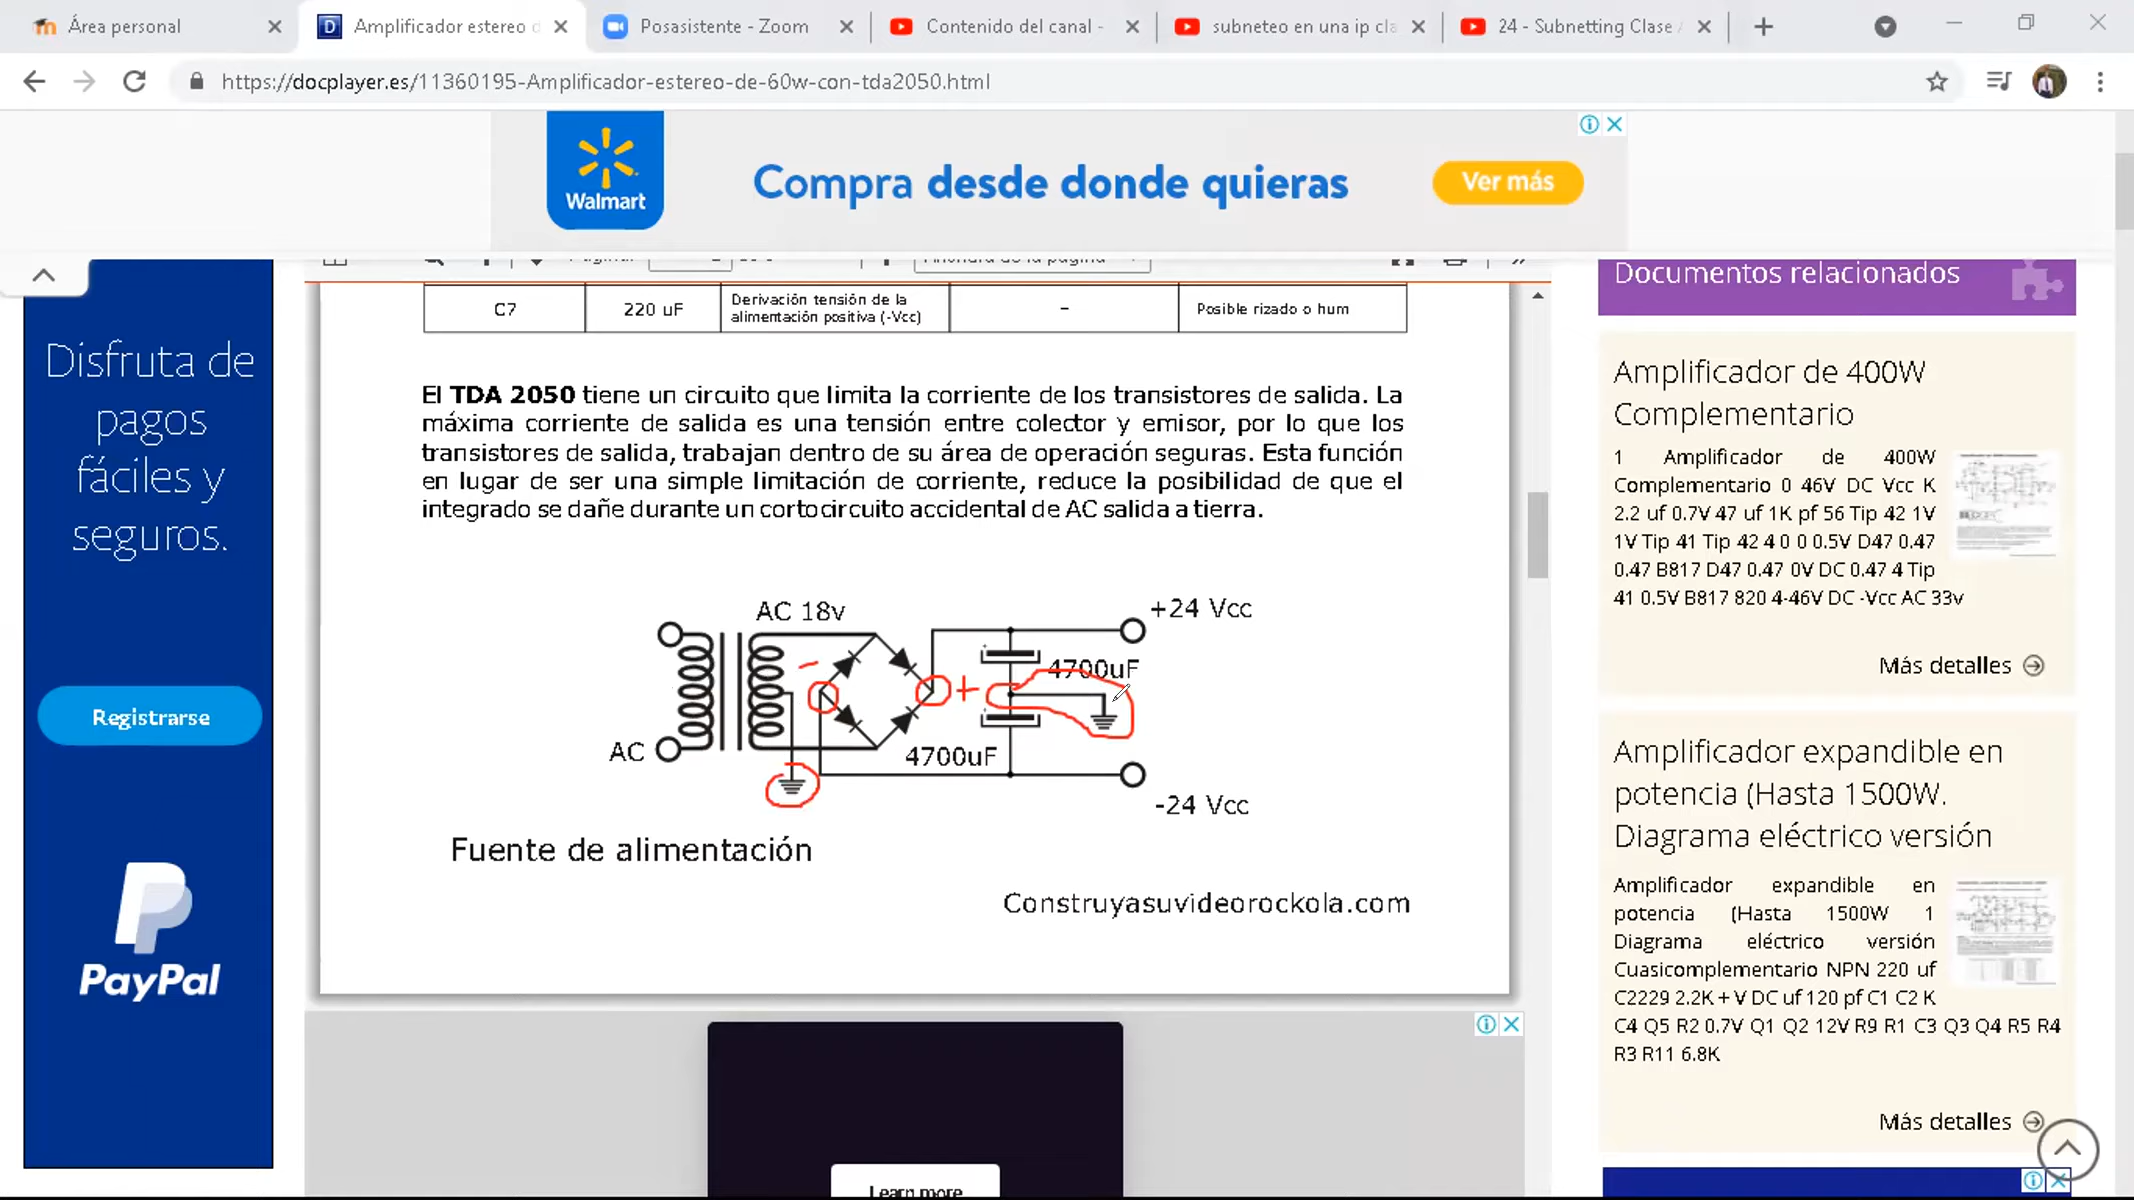 Área personal
Amplificador estereo d
Posasistente - Zoom
Contenido del canal -
subneteo en una ip cla
24 - Subnetting Clase A
https://docplayer.es/11360195-Amplificador-estereo-de-60w-con-tda2050.html
Walmart
Compra desde donde quieras
Ver más
Disfruta de
pagos
fáciles y
seguros.
Registrarse
PayPal
C7
220 uF
Derivación tensión de la
alimentación positiva (-Vcc)
–
Posible rizado o hum
El TDA 2050 tiene un circuito que limita la corriente de los transistores de salida. La
máxima corriente de salida es una tensión entre colector y emisor, por lo que los
transistores de salida, trabajan dentro de su área de operación seguras. Esta función
en lugar de ser una simple limitación de corriente, reduce la posibilidad de que el
integrado se dañe durante un cortocircuito accidental de AC salida a tierra.
AC 18v
+24 Vcc
4700uF
- +
AC
4700uF
-24 Vcc
Fuente de alimentación
Construyasuvideorockola.com
Learn more
Documentos relacionados
Amplificador de 400W
Complementario
1 Amplificador de 400W
Complementario 0 46V DC Vcc K
2.2 uf 0.7V 47 uf 1K pf 56 Tip 42 1V
1V Tip 41 Tip 42 4 0 0 0.5V D47 0.47
0.47 B817 D47 0.47 0V DC 0.47 4 Tip
41 0.5V B817 820 4-46V DC -Vcc AC 33v
Más detalles
Amplificador expandible en
potencia (Hasta 1500W.
Diagrama eléctrico versión
Amplificador expandible en
potencia (Hasta 1500W 1
Diagrama eléctrico versión
Cuasicomplementario NPN 220 uf
C2229 2.2K + V DC uf 120 pf C1 C2 K
C4 Q5 R2 0.7V Q1 Q2 12V R9 R1 C3 Q3 Q4 R5 R4
R3 R11 6.8K
Más detalles